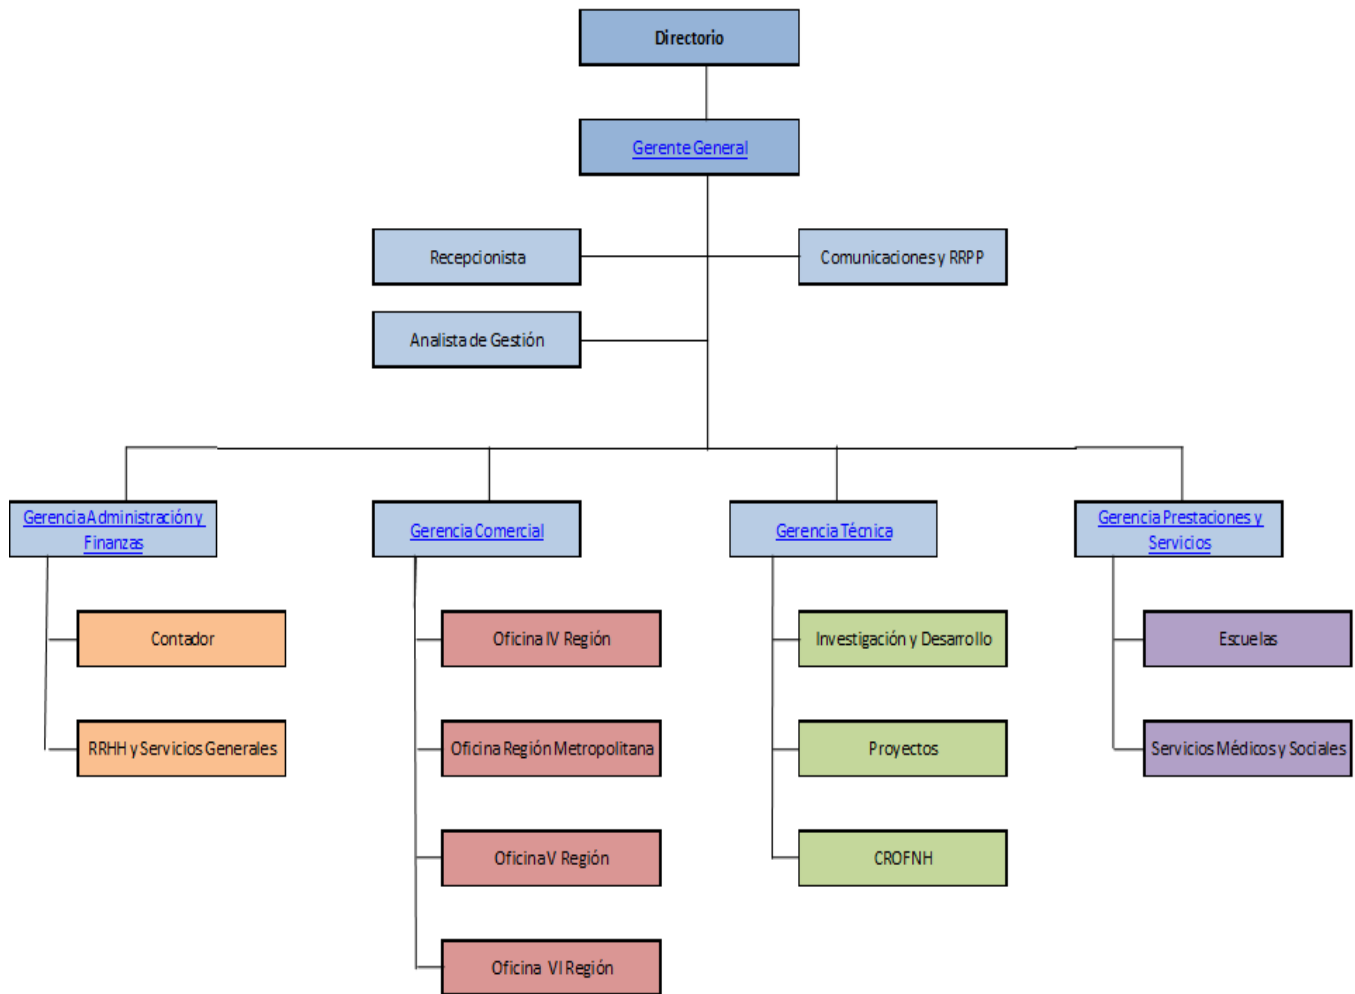 Directorio
Gerente General
Recepcionista
Comunicaciones y RRPP
Analista de Gestión
Gerencia Administración y
Finanzas
Gerencia Comercial
Gerencia Técnica
Gerencia Prestaciones y
Servicios
Contador
Oficina IV Región
Investigación y Desarrollo
Escuelas
RRHH y Servicios Generales
Oficina Región Metropolitana
Proyectos
Servicios Médicos y Sociales
Oficina V Región
CROFNH
Oficina VI Región